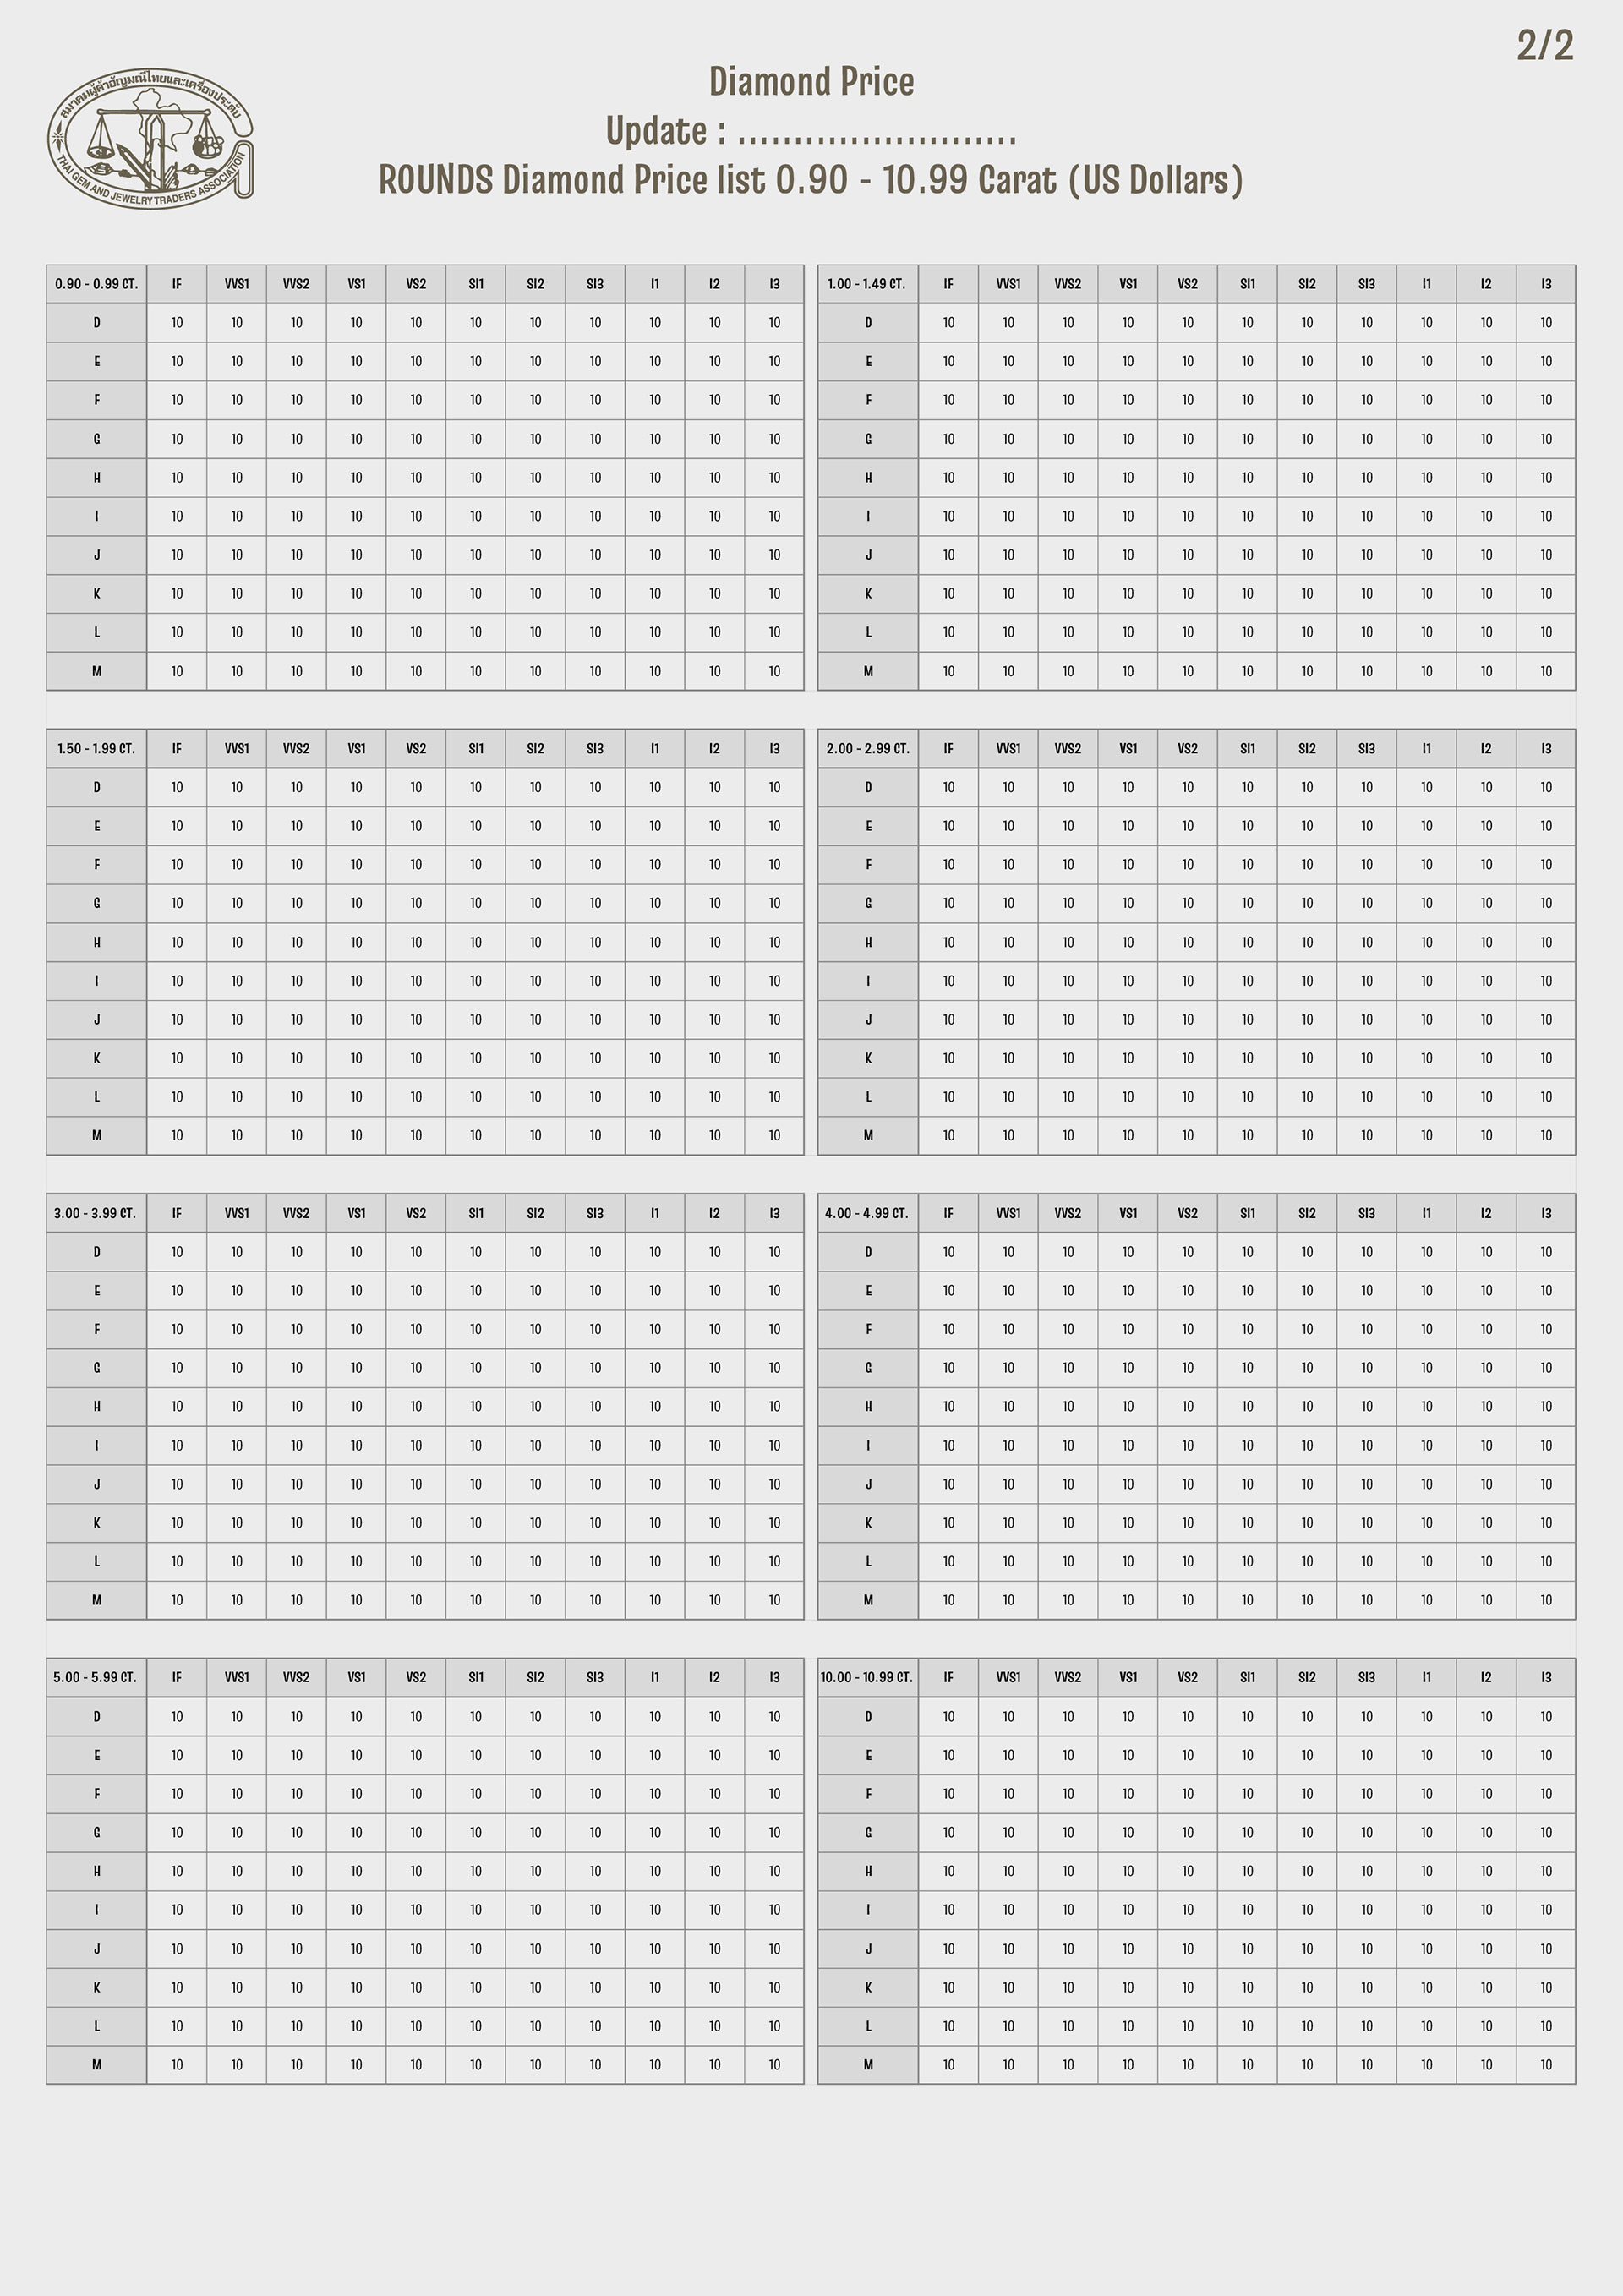 2/2
สมาคมผู้ค้าอัญมณีไทยและเครื่องประดับ
THAI GEM AND JEWELRY TRADERS ASSOCIATION
Diamond Price
Update : .........................
ROUNDS Diamond Price list 0.90 - 10.99 Carat (US Dollars)
0.90 - 0.99 CT. IF VVS1 VVS2 VS1 VS2 SI1 SI2 SI3 I1 I2 I3
D 10 10 10 10 10 10 10 10 10 10 10
E 10 10 10 10 10 10 10 10 10 10 10
F 10 10 10 10 10 10 10 10 10 10 10
G 10 10 10 10 10 10 10 10 10 10 10
H 10 10 10 10 10 10 10 10 10 10 10
I 10 10 10 10 10 10 10 10 10 10 10
J 10 10 10 10 10 10 10 10 10 10 10
K 10 10 10 10 10 10 10 10 10 10 10
L 10 10 10 10 10 10 10 10 10 10 10
M 10 10 10 10 10 10 10 10 10 10 10
1.00 - 1.49 CT. IF VVS1 VVS2 VS1 VS2 SI1 SI2 SI3 I1 I2 I3
D 10 10 10 10 10 10 10 10 10 10 10
E 10 10 10 10 10 10 10 10 10 10 10
F 10 10 10 10 10 10 10 10 10 10 10
G 10 10 10 10 10 10 10 10 10 10 10
H 10 10 10 10 10 10 10 10 10 10 10
I 10 10 10 10 10 10 10 10 10 10 10
J 10 10 10 10 10 10 10 10 10 10 10
K 10 10 10 10 10 10 10 10 10 10 10
L 10 10 10 10 10 10 10 10 10 10 10
M 10 10 10 10 10 10 10 10 10 10 10
1.50 - 1.99 CT. IF VVS1 VVS2 VS1 VS2 SI1 SI2 SI3 I1 I2 I3
D 10 10 10 10 10 10 10 10 10 10 10
E 10 10 10 10 10 10 10 10 10 10 10
F 10 10 10 10 10 10 10 10 10 10 10
G 10 10 10 10 10 10 10 10 10 10 10
H 10 10 10 10 10 10 10 10 10 10 10
I 10 10 10 10 10 10 10 10 10 10 10
J 10 10 10 10 10 10 10 10 10 10 10
K 10 10 10 10 10 10 10 10 10 10 10
L 10 10 10 10 10 10 10 10 10 10 10
M 10 10 10 10 10 10 10 10 10 10 10
2.00 - 2.99 CT. IF VVS1 VVS2 VS1 VS2 SI1 SI2 SI3 I1 I2 I3
D 10 10 10 10 10 10 10 10 10 10 10
E 10 10 10 10 10 10 10 10 10 10 10
F 10 10 10 10 10 10 10 10 10 10 10
G 10 10 10 10 10 10 10 10 10 10 10
H 10 10 10 10 10 10 10 10 10 10 10
I 10 10 10 10 10 10 10 10 10 10 10
J 10 10 10 10 10 10 10 10 10 10 10
K 10 10 10 10 10 10 10 10 10 10 10
L 10 10 10 10 10 10 10 10 10 10 10
M 10 10 10 10 10 10 10 10 10 10 10
3.00 - 3.99 CT. IF VVS1 VVS2 VS1 VS2 SI1 SI2 SI3 I1 I2 I3
D 10 10 10 10 10 10 10 10 10 10 10
E 10 10 10 10 10 10 10 10 10 10 10
F 10 10 10 10 10 10 10 10 10 10 10
G 10 10 10 10 10 10 10 10 10 10 10
H 10 10 10 10 10 10 10 10 10 10 10
I 10 10 10 10 10 10 10 10 10 10 10
J 10 10 10 10 10 10 10 10 10 10 10
K 10 10 10 10 10 10 10 10 10 10 10
L 10 10 10 10 10 10 10 10 10 10 10
M 10 10 10 10 10 10 10 10 10 10 10
4.00 - 4.99 CT. IF VVS1 VVS2 VS1 VS2 SI1 SI2 SI3 I1 I2 I3
D 10 10 10 10 10 10 10 10 10 10 10
E 10 10 10 10 10 10 10 10 10 10 10
F 10 10 10 10 10 10 10 10 10 10 10
G 10 10 10 10 10 10 10 10 10 10 10
H 10 10 10 10 10 10 10 10 10 10 10
I 10 10 10 10 10 10 10 10 10 10 10
J 10 10 10 10 10 10 10 10 10 10 10
K 10 10 10 10 10 10 10 10 10 10 10
L 10 10 10 10 10 10 10 10 10 10 10
M 10 10 10 10 10 10 10 10 10 10 10
5.00 - 5.99 CT. IF VVS1 VVS2 VS1 VS2 SI1 SI2 SI3 I1 I2 I3
D 10 10 10 10 10 10 10 10 10 10 10
E 10 10 10 10 10 10 10 10 10 10 10
F 10 10 10 10 10 10 10 10 10 10 10
G 10 10 10 10 10 10 10 10 10 10 10
H 10 10 10 10 10 10 10 10 10 10 10
I 10 10 10 10 10 10 10 10 10 10 10
J 10 10 10 10 10 10 10 10 10 10 10
K 10 10 10 10 10 10 10 10 10 10 10
L 10 10 10 10 10 10 10 10 10 10 10
M 10 10 10 10 10 10 10 10 10 10 10
10.00 - 10.99 CT. IF VVS1 VVS2 VS1 VS2 SI1 SI2 SI3 I1 I2 I3
D 10 10 10 10 10 10 10 10 10 10 10
E 10 10 10 10 10 10 10 10 10 10 10
F 10 10 10 10 10 10 10 10 10 10 10
G 10 10 10 10 10 10 10 10 10 10 10
H 10 10 10 10 10 10 10 10 10 10 10
I 10 10 10 10 10 10 10 10 10 10 10
J 10 10 10 10 10 10 10 10 10 10 10
K 10 10 10 10 10 10 10 10 10 10 10
L 10 10 10 10 10 10 10 10 10 10 10
M 10 10 10 10 10 10 10 10 10 10 10